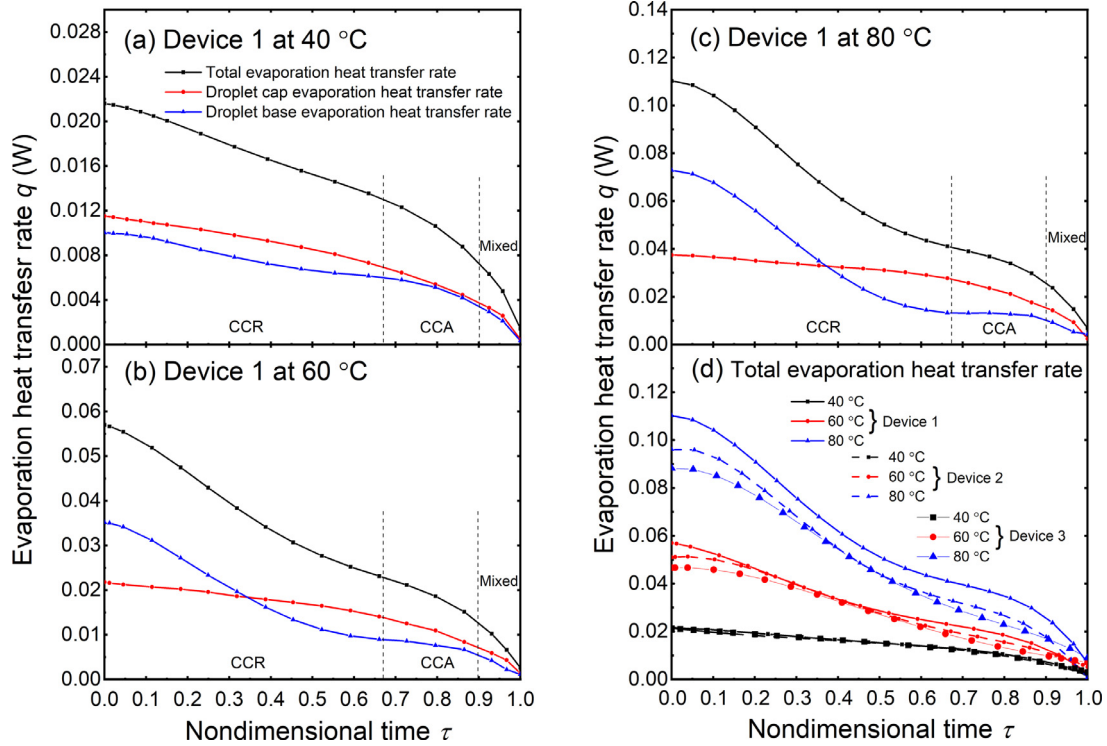 (a) Device 1 at 40 °C
Total evaporation heat transfer rate
Droplet cap evaporation heat transfer rate
Droplet base evaporation heat transfer rate
0.028
0.024
0.020
0.016
0.012
0.008
0.004
0.000
CCR
CCA
Mixed
(b) Device 1 at 60 °C
0.07
0.06
0.05
0.04
0.03
0.02
0.01
0.00
CCR
CCA
Mixed
0.0 0.1 0.2 0.3 0.4 0.5 0.6 0.7 0.8 0.9 1.0
Nondimensional time τ
Evaporation heat transfesr rate q (W)
(c) Device 1 at 80 °C
0.14
0.12
0.10
0.08
0.06
0.04
0.02
0.00
CCR
CCA
Mixed
(d) Total evaporation heat transfer rate
40 °C
60 °C } Device 1
80 °C
40 °C
60 °C } Device 2
80 °C
40 °C
60 °C } Device 3
80 °C
0.12
0.10
0.08
0.06
0.04
0.02
0.00
0.0 0.1 0.2 0.3 0.4 0.5 0.6 0.7 0.8 0.9 1.0
Nondimensional time τ
Evaporation heat transfer rate q (W)